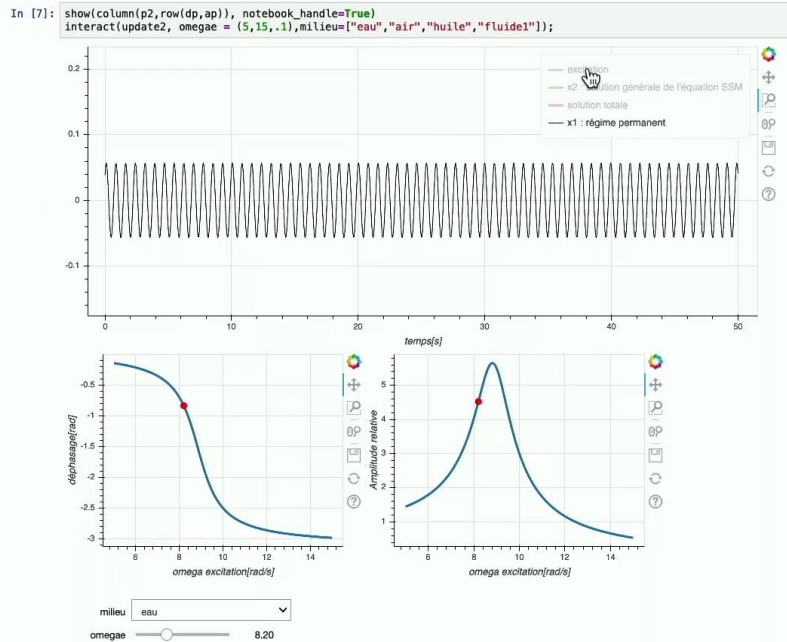 In [7]: show(column(p2,row(dp,ap)), notebook_handle=True)
interact(update2, omegae = (5,15,.1),milieu=["eau","air","huile","fluide1"]);
0.2
0.1
0
-0.1
0 10 20 30 40 50
temps[s]
x2 : solution générale de l'équation SSM
solution totale
x1 : régime permanent
-0.5
-1
-1.5
-2
-2.5
-3
déphasage[rad]
6 8 10 12 14
omega excitation[rad/s]
5
4
3
2
1
Amplitude relative
6 8 10 12 14
omega excitation[rad/s]
milieu eau
omegae 8.20